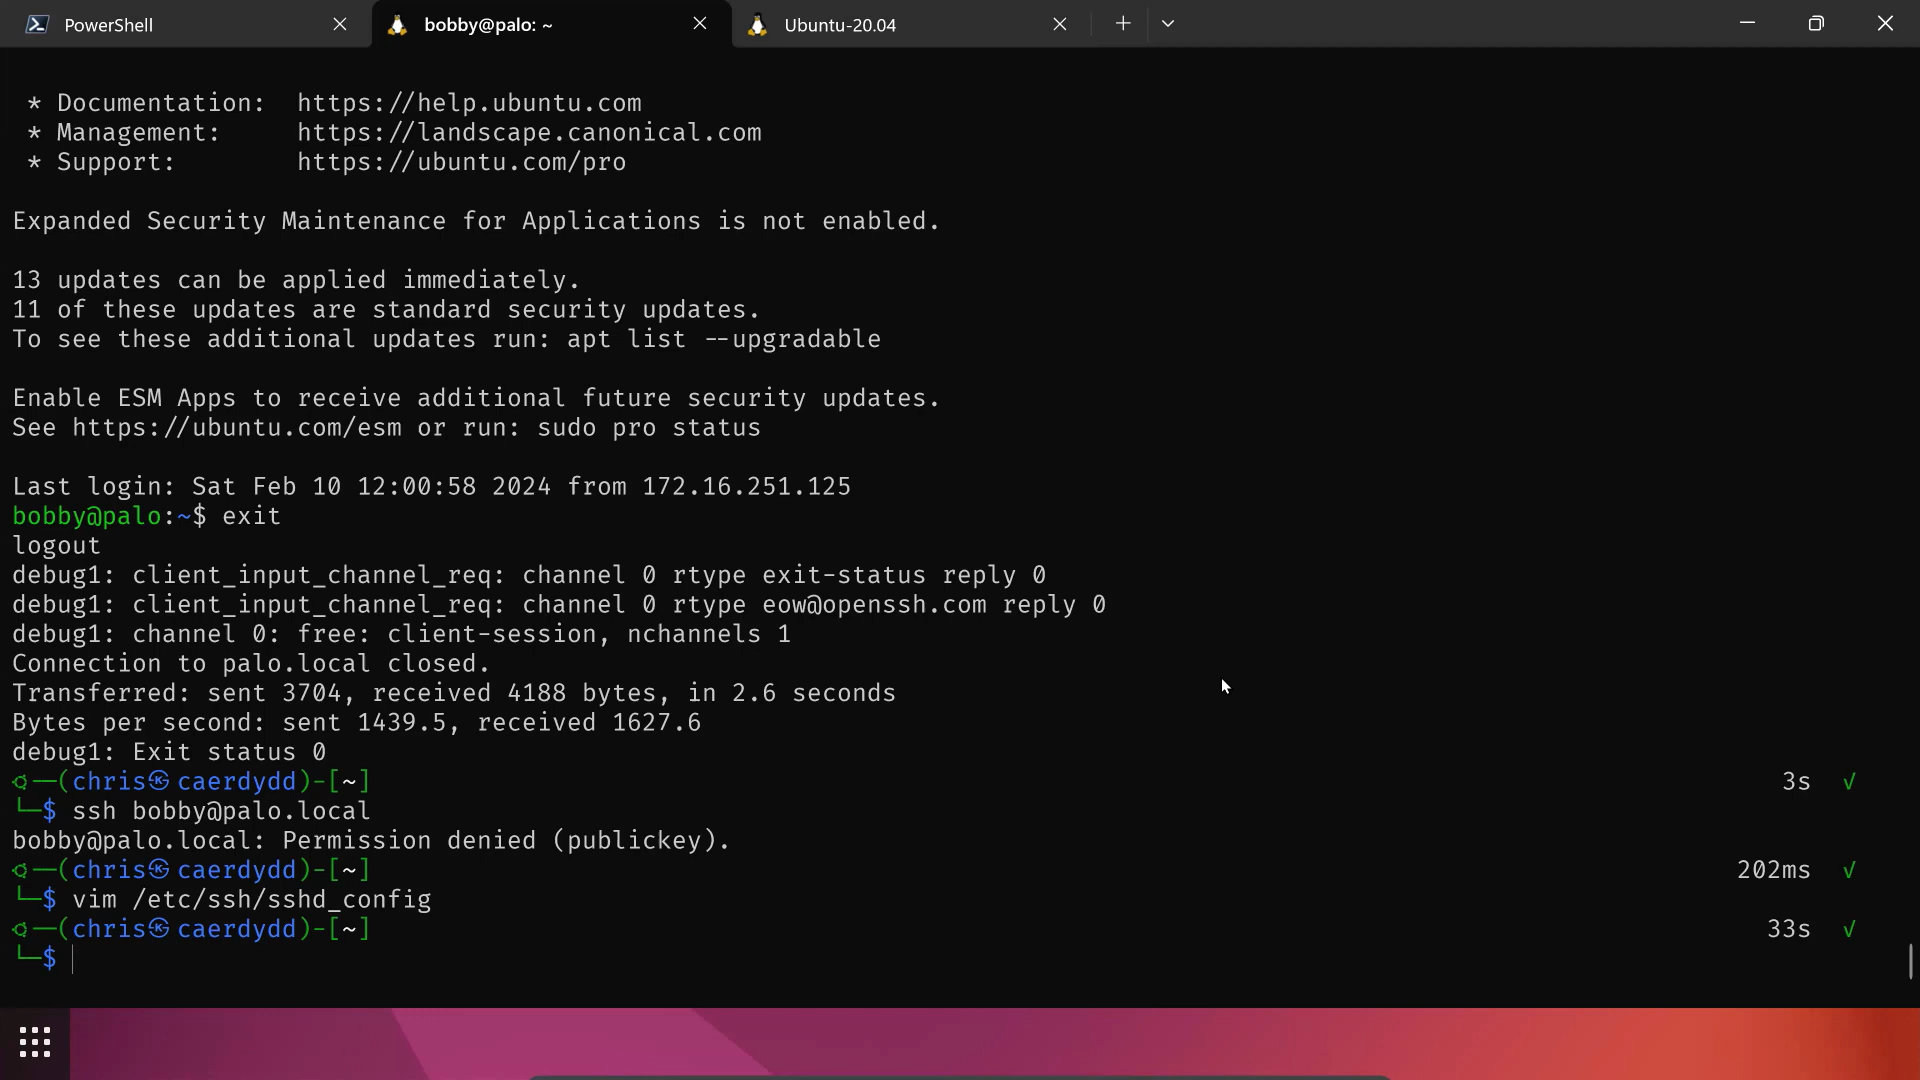 PowerShell
bobby@palo: ~
Ubuntu-20.04
* Documentation:  https://help.ubuntu.com
* Management:     https://landscape.canonical.com
* Support:        https://ubuntu.com/pro
Expanded Security Maintenance for Applications is not enabled.
13 updates can be applied immediately.
11 of these updates are standard security updates.
To see these additional updates run: apt list --upgradable
Enable ESM Apps to receive additional future security updates.
See https://ubuntu.com/esm or run: sudo pro status
Last login: Sat Feb 10 12:00:58 2024 from 172.16.251.125
bobby@palo:~$ exit
logout
debug1: client_input_channel_req: channel 0 rtype exit-status reply 0
debug1: client_input_channel_req: channel 0 rtype eow@openssh.com reply 0
debug1: channel 0: free: client-session, nchannels 1
Connection to palo.local closed.
Transferred: sent 3704, received 4188 bytes, in 2.6 seconds
Bytes per second: sent 1439.5, received 1627.6
debug1: Exit status 0
──(chris㉿ caerdydd)-[~] 3s √
└─$ ssh bobby@palo.local
bobby@palo.local: Permission denied (publickey).
──(chris㉿ caerdydd)-[~] 202ms √
└─$ vim /etc/ssh/sshd_config
──(chris㉿ caerdydd)-[~] 33s √
└─$